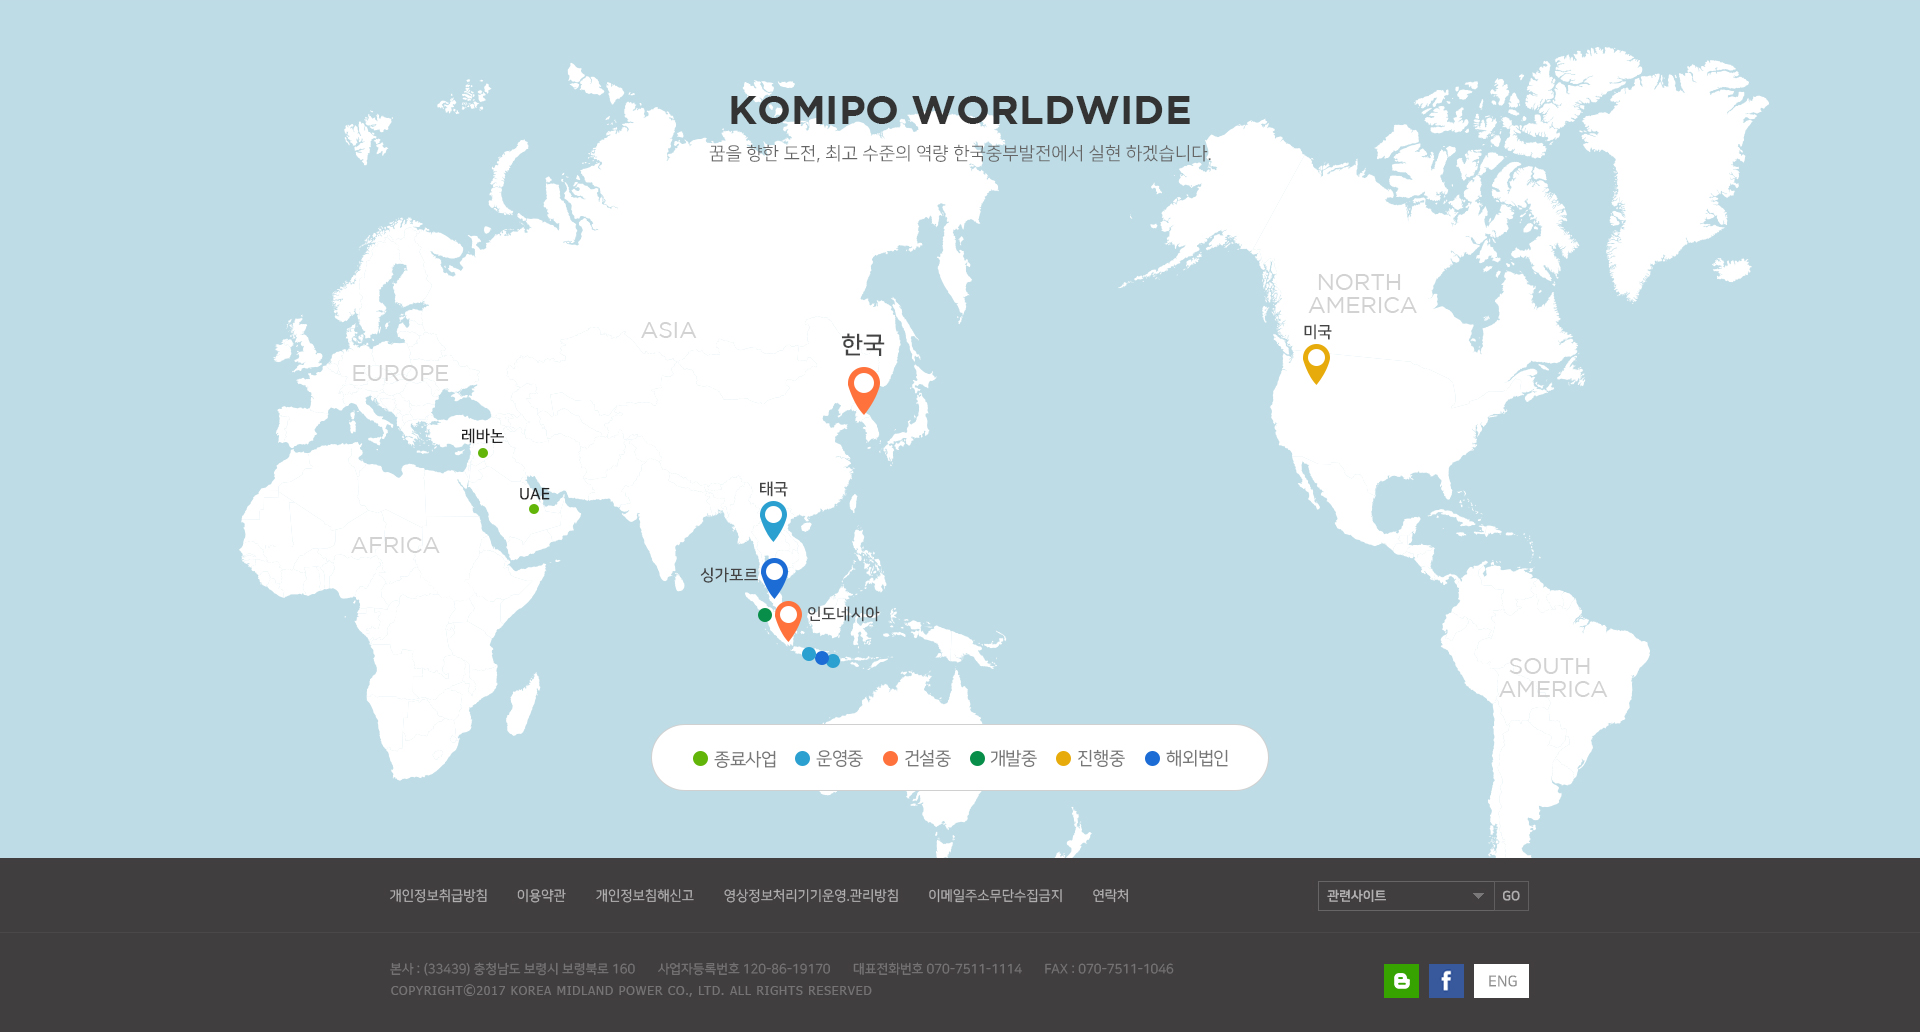 KOMIPO WORLDWIDE
꿈을 향한 도전, 최고 수준의 역량 한국중부발전에서 실현 하겠습니다.
NORTH
AMERICA
미국
ASIA
한국
EUROPE
레바논
UAE
태국
AFRICA
싱가포르
인도네시아
SOUTH
AMERICA
종료사업 운영중 건설중 개발중 진행중 해외법인
개인정보취급방침 이용약관 개인정보침해신고 영상정보처리기기운영.관리방침 이메일주소무단수집금지 연락처 관련사이트 GO
본사 : (33439) 충청남도 보령시 보령북로 160 사업자등록번호 120-86-19170 대표전화번호 070-7511-1114 FAX : 070-7511-1046
COPYRIGHT©2017 KOREA MIDLAND POWER CO., LTD. ALL RIGHTS RESERVED
ENG